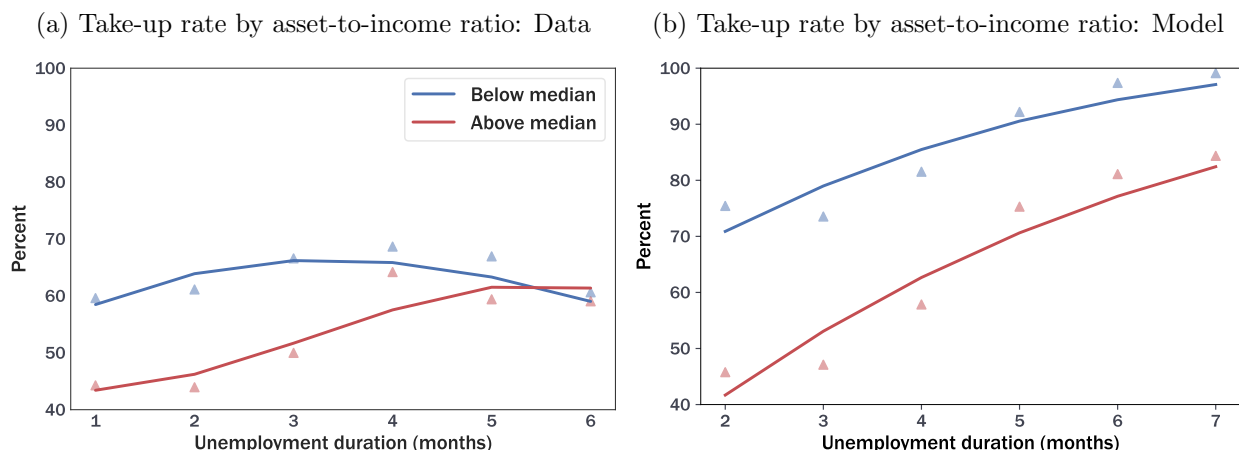 (a) Take-up rate by asset-to-income ratio: Data
100
90
80
70
60
50
40
Percent
Below median
Above median
1 2 3 4 5 6
Unemployment duration (months)
(b) Take-up rate by asset-to-income ratio: Model
100
90
80
70
60
50
40
Percent
2 3 4 5 6 7
Unemployment duration (months)